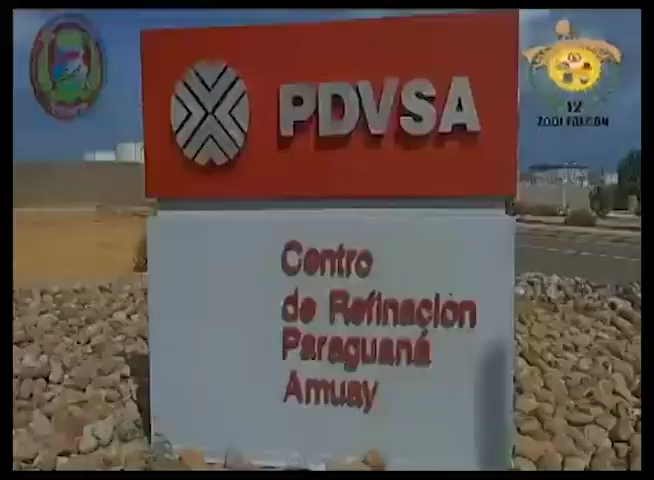 PDVSA
12
ZODI FALCON
Centro
de Refinación
Paraguaná
Amuay